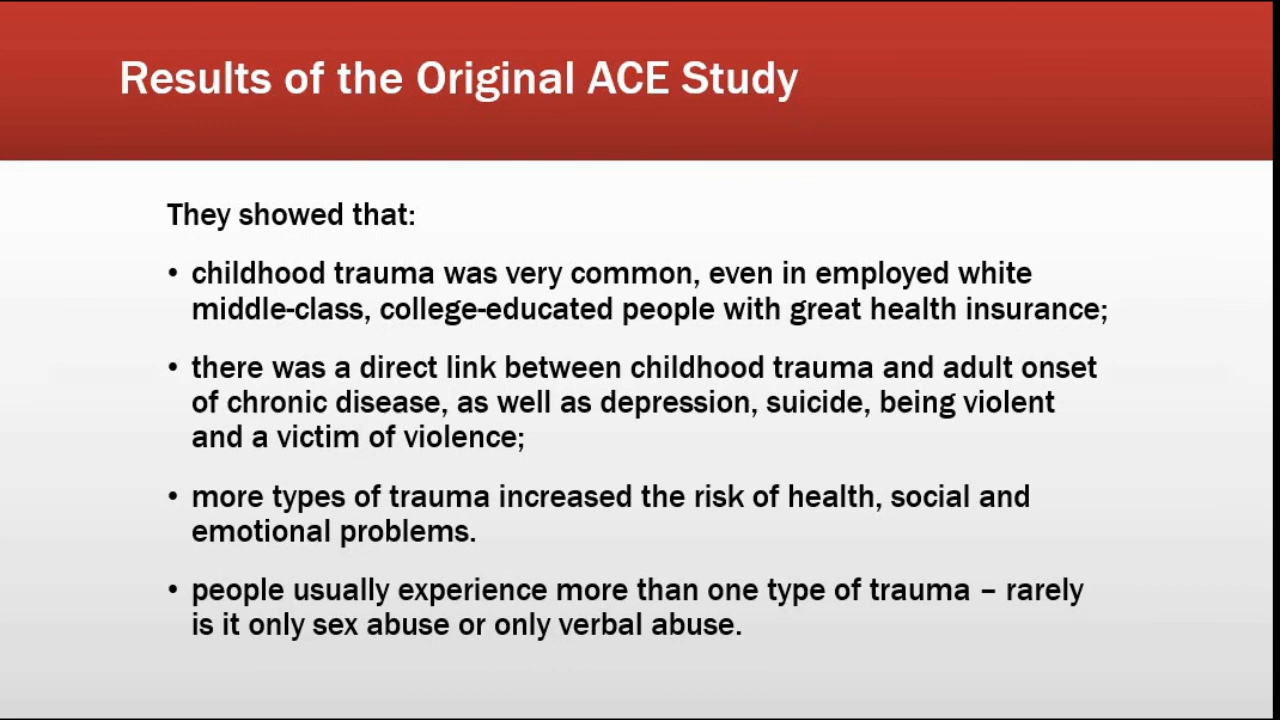 Results of the Original ACE Study
They showed that:
• childhood trauma was very common, even in employed white
middle-class, college-educated people with great health insurance;
• there was a direct link between childhood trauma and adult onset
of chronic disease, as well as depression, suicide, being violent
and a victim of violence;
• more types of trauma increased the risk of health, social and
emotional problems.
• people usually experience more than one type of trauma – rarely
is it only sex abuse or only verbal abuse.